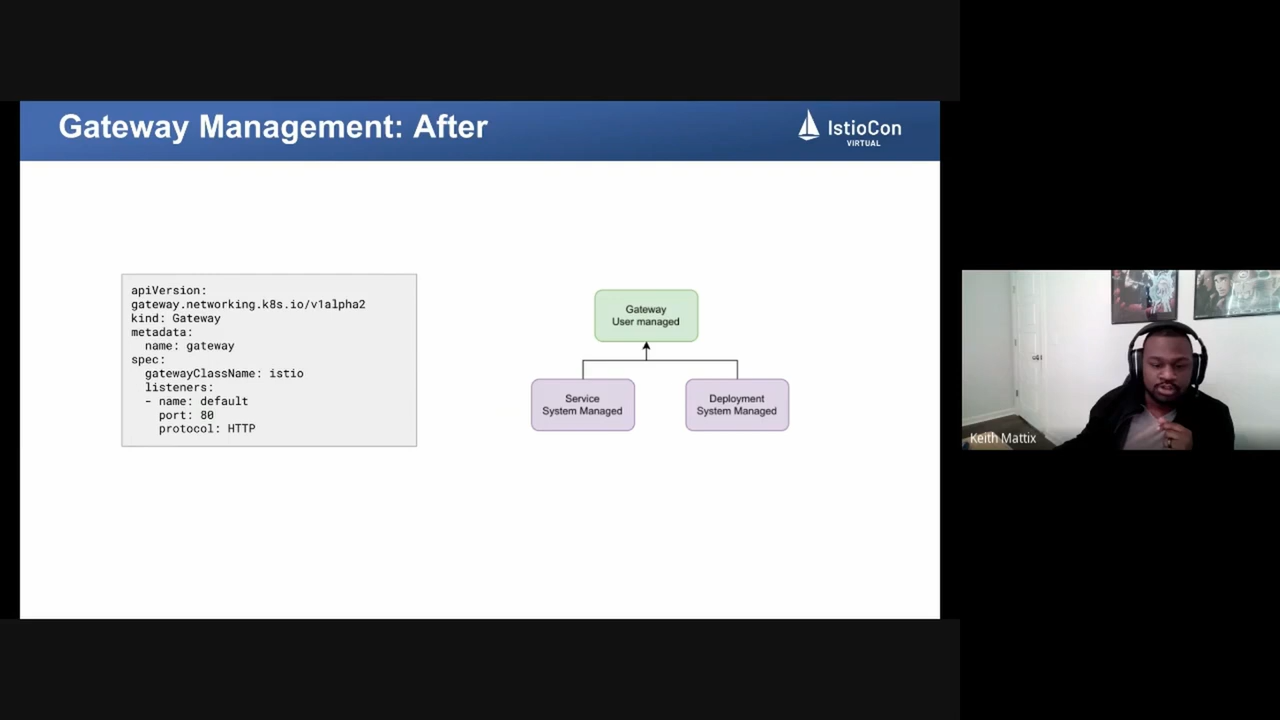 Gateway Management: After
IstioCon
VIRTUAL
apiVersion:
gateway.networking.k8s.io/v1alpha2
kind: Gateway
metadata:
  name: gateway
spec:
  gatewayClassName: istio
  listeners:
  - name: default
    port: 80
    protocol: HTTP
Gateway
User managed
Service
System Managed
Deployment
System Managed
Keith Mattix